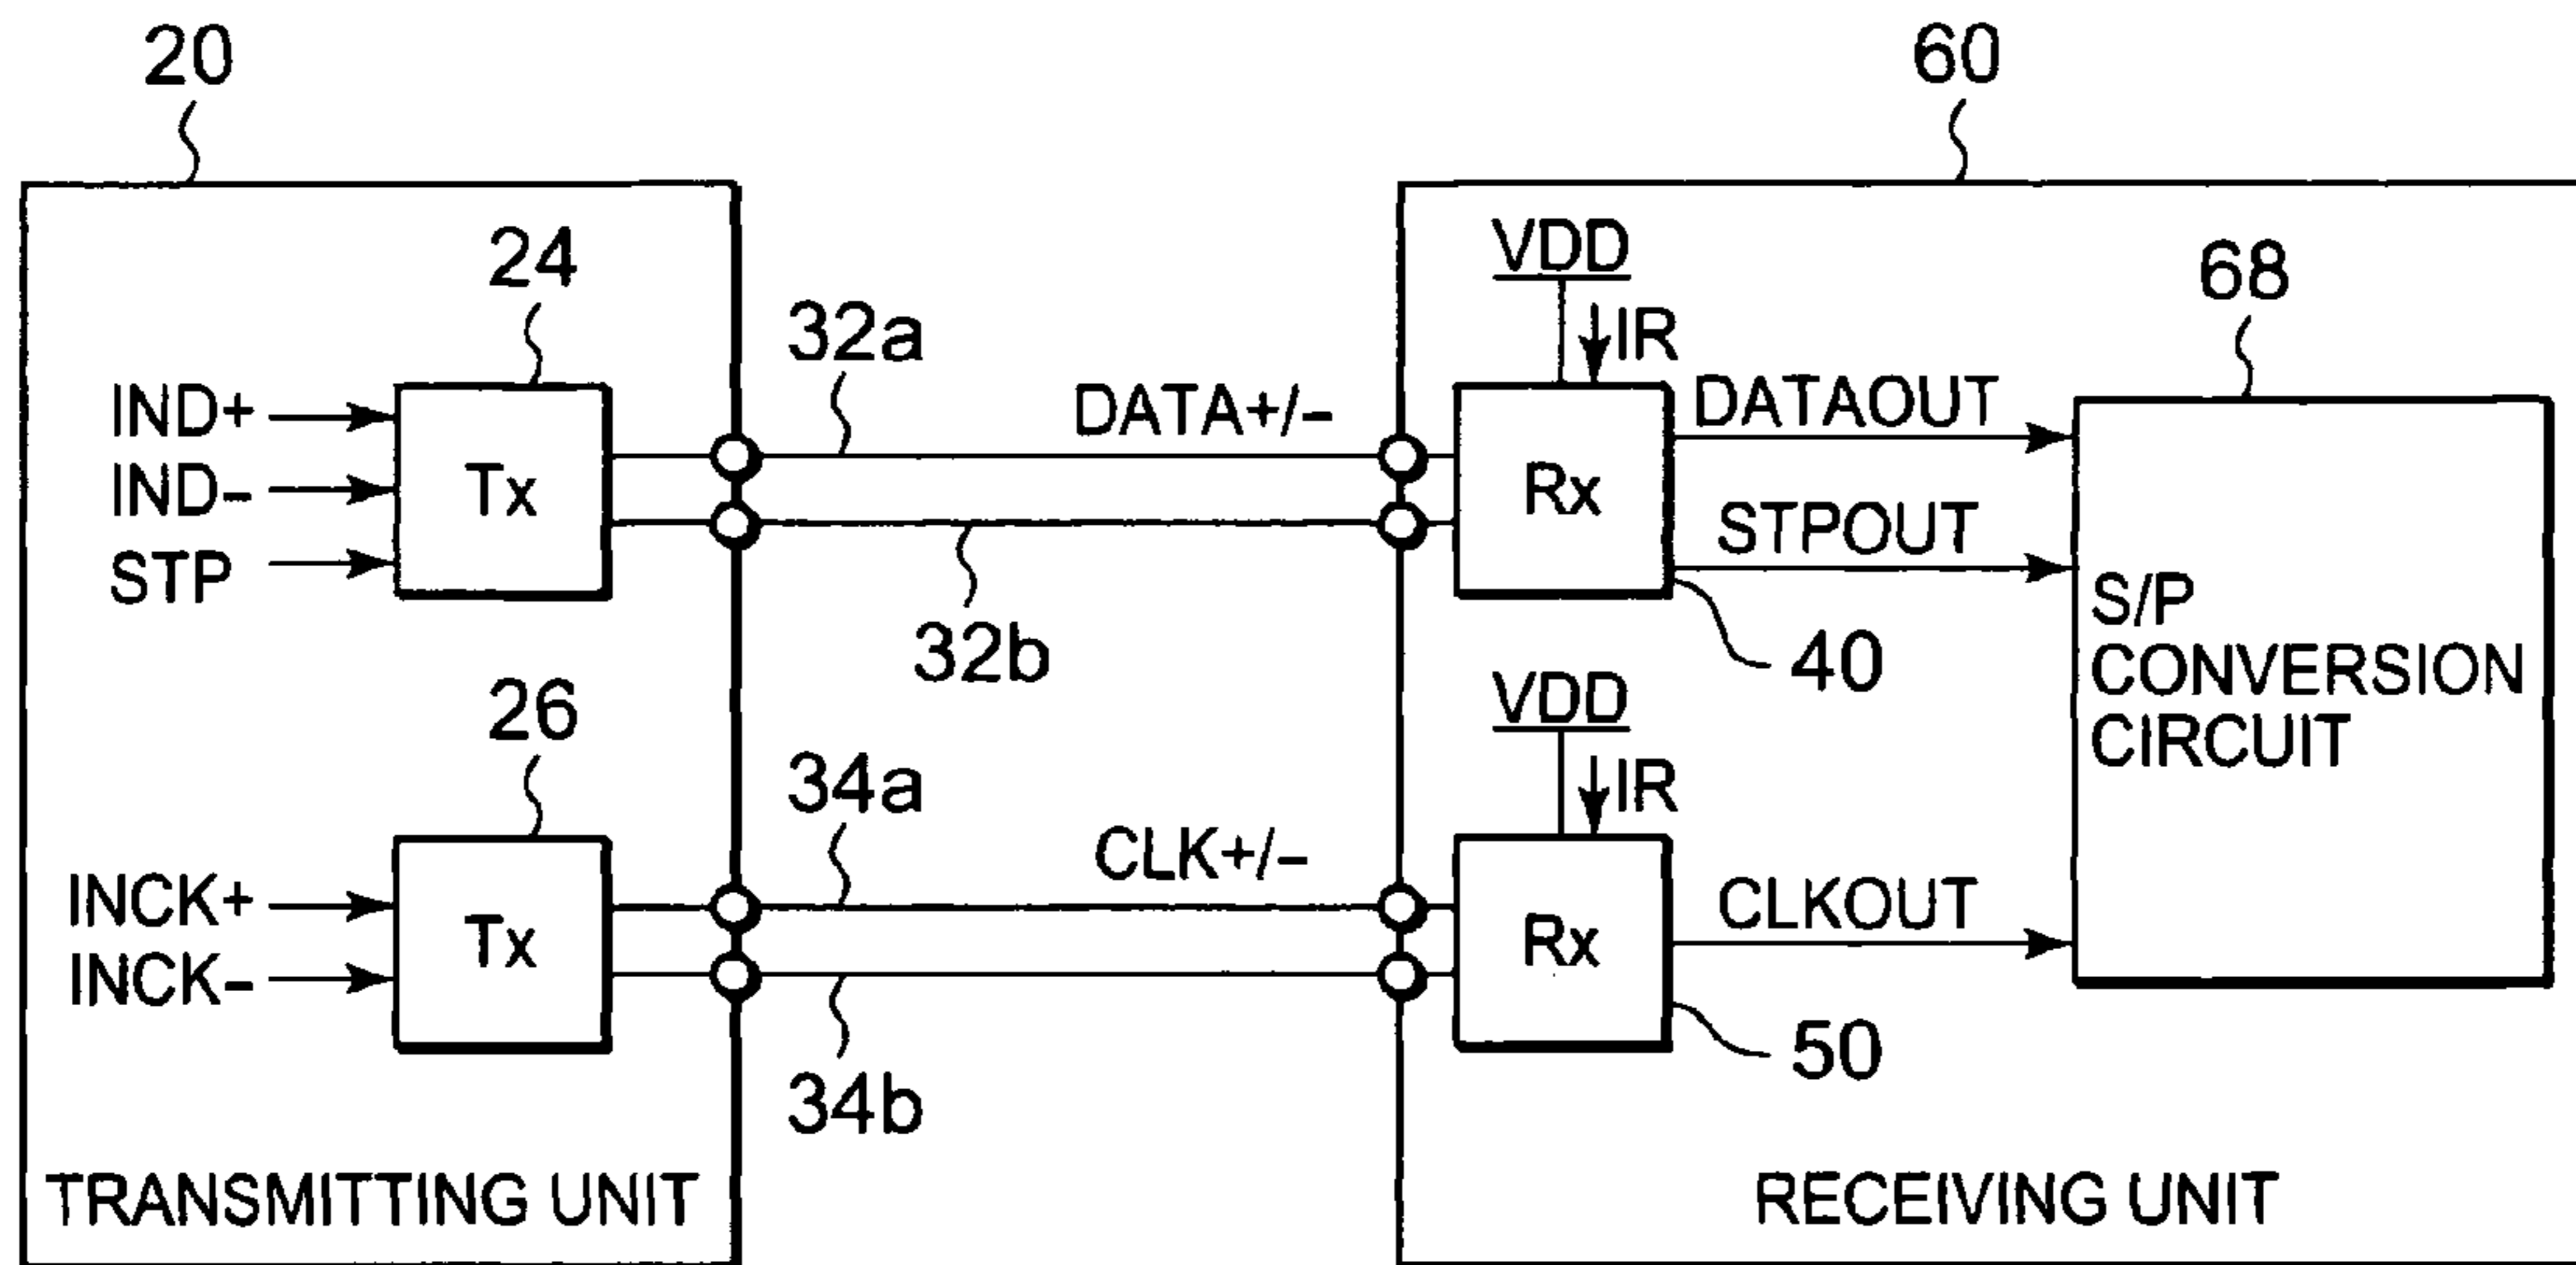 20
60
VDD
24
68
32a
IR
IND+
DATA+/-
DATAOUT
IND-
Tx
Rx
STP
STPOUT
S/P
CONVERSION
CIRCUIT
32b
40
26
VDD
34a
IR
INCK+
CLK+/-
CLKOUT
INCK-
Tx
Rx
34b
50
TRANSMITTING UNIT
RECEIVING UNIT